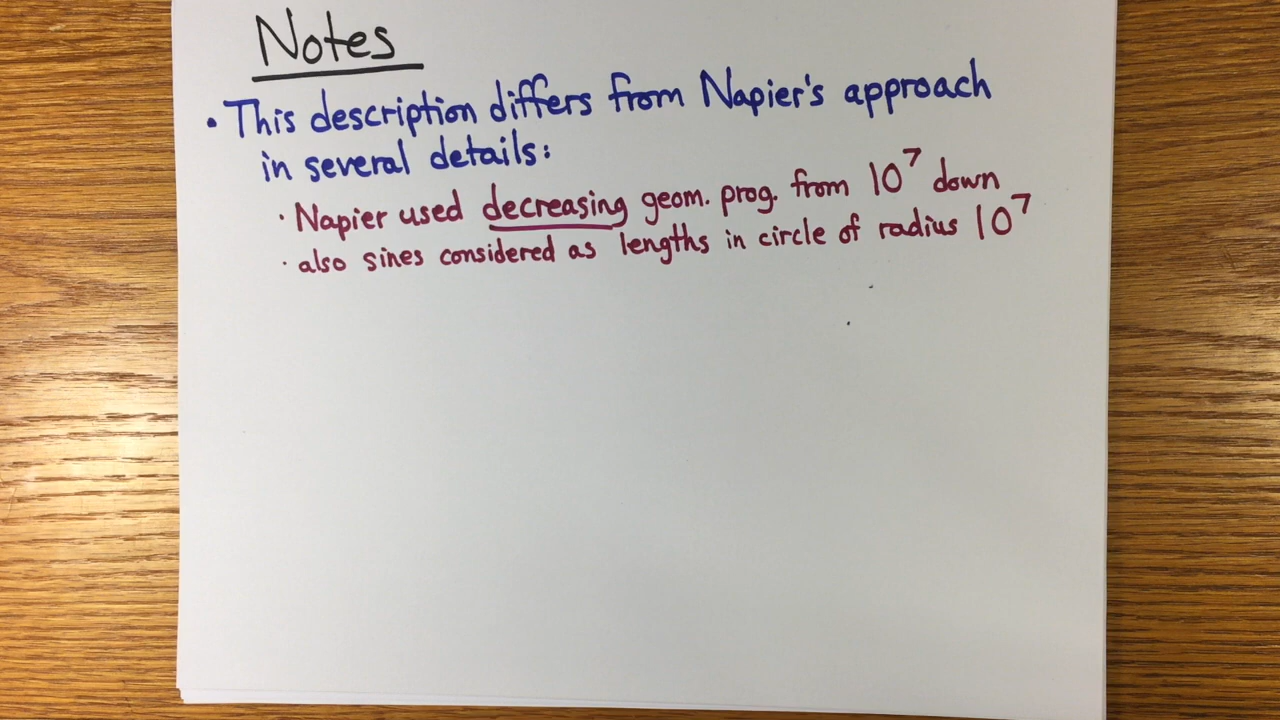 Notes
• This description differs from Napier's approach
in several details:
· Napier used decreasing geom. prog. from 10⁷ down
· also sines considered as lengths in circle of radius 10⁷